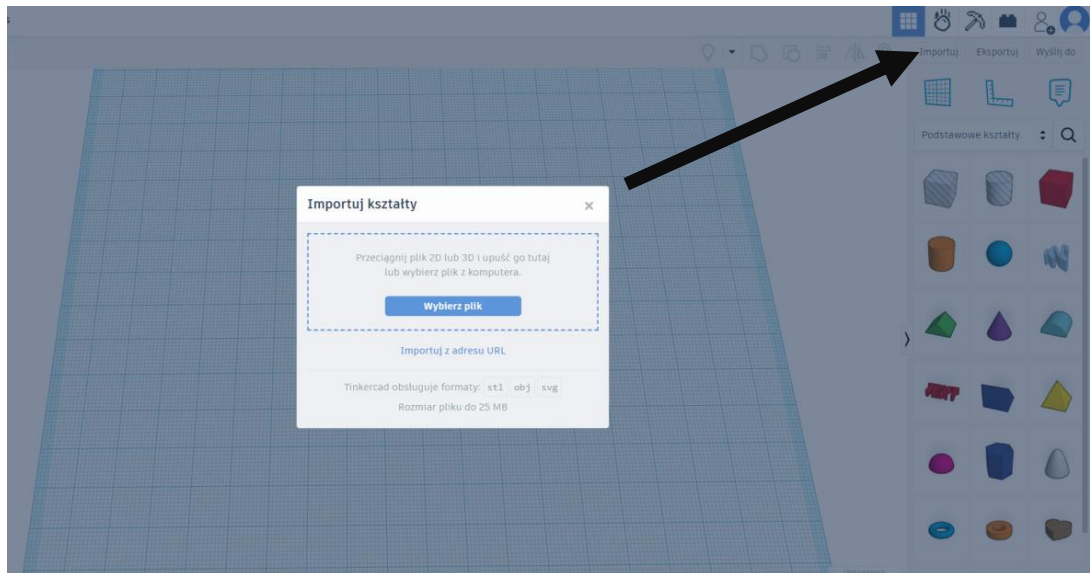 s
Importuj Eksportuj Wyślij do
Podstawowe kształty
Importuj kształty
Przeciągnij plik 2D lub 3D i upuść go tutaj
lub wybierz plik z komputera.
Wybierz plik
Importuj z adresu URL
Tinkercad obsługuje formaty: stl obj svg
Rozmiar pliku do 25 MB